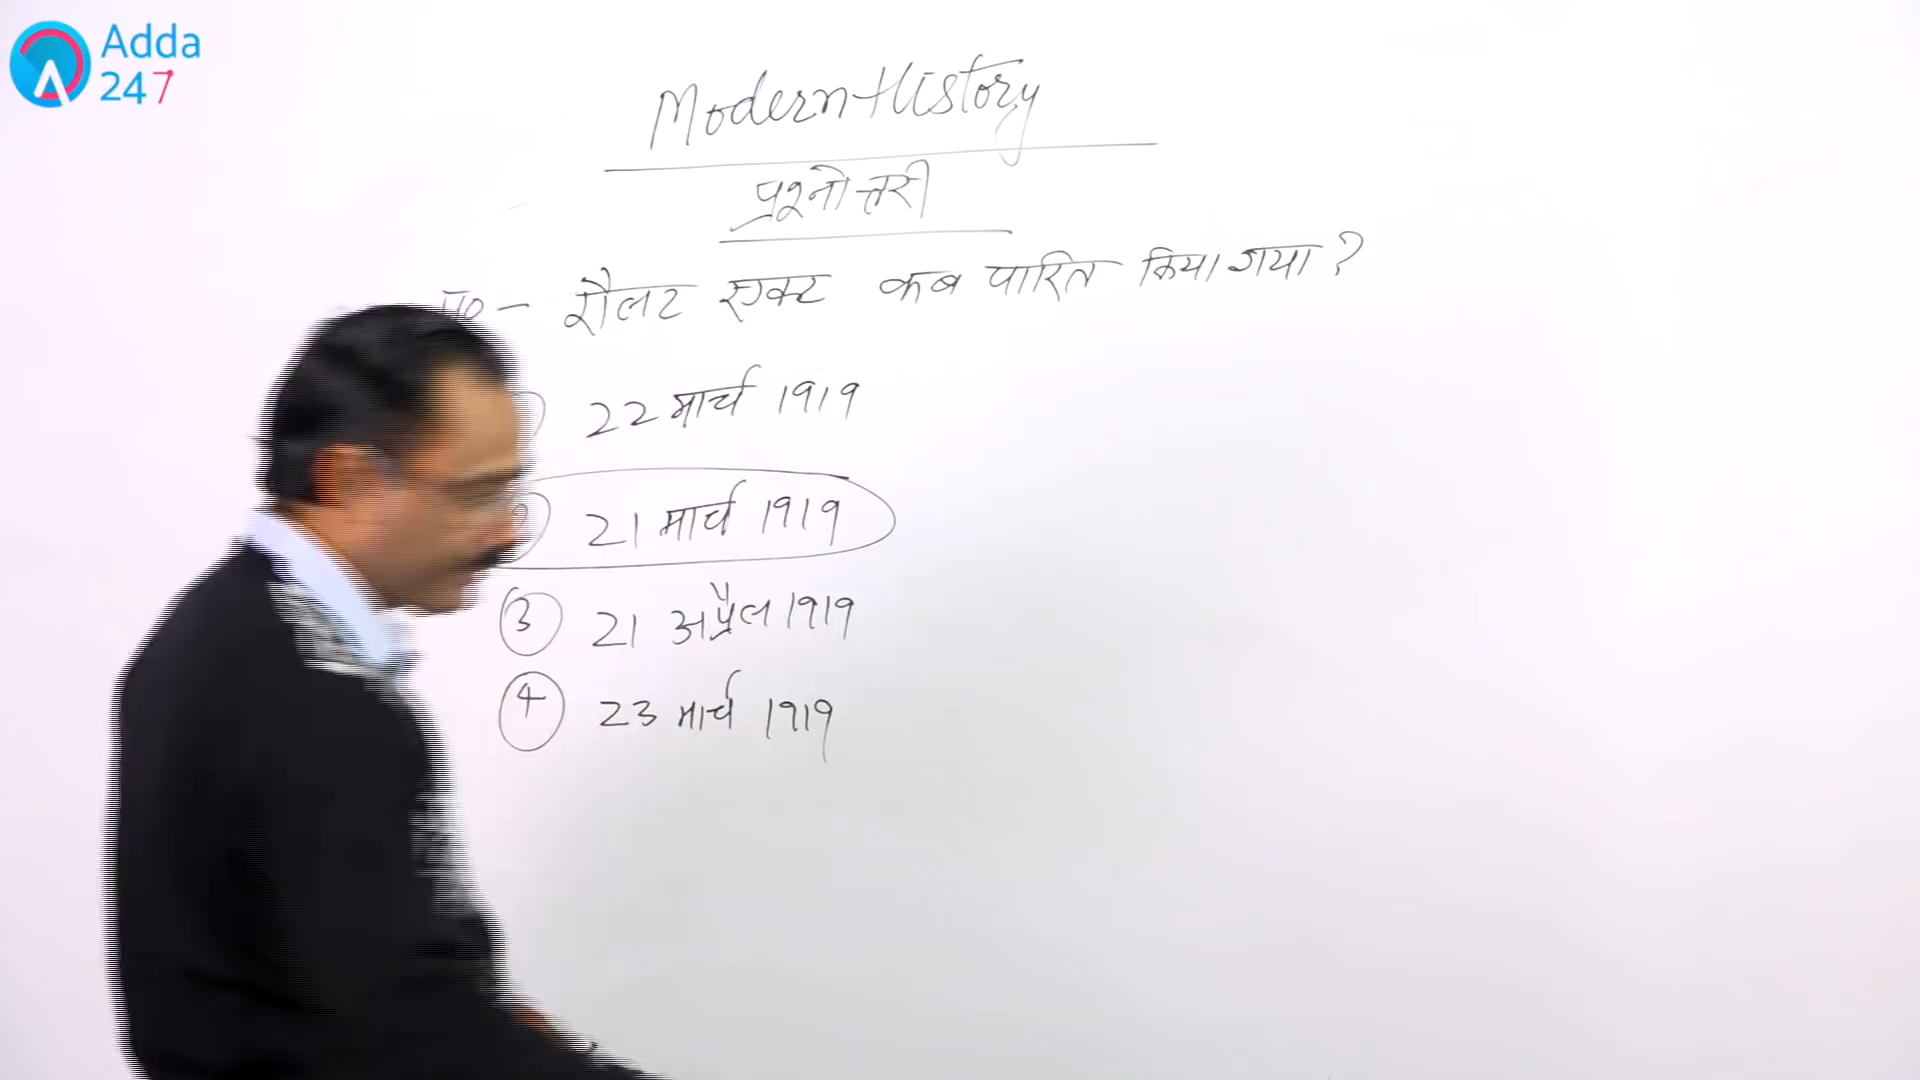 Adda
247
Modern History
प्रश्नोत्तरी
प्र० – रौलट एक्ट कब पारित किया गया?
22 मार्च 1919
21 मार्च 1919
3 21 अप्रैल 1919
4 23 मार्च 1919